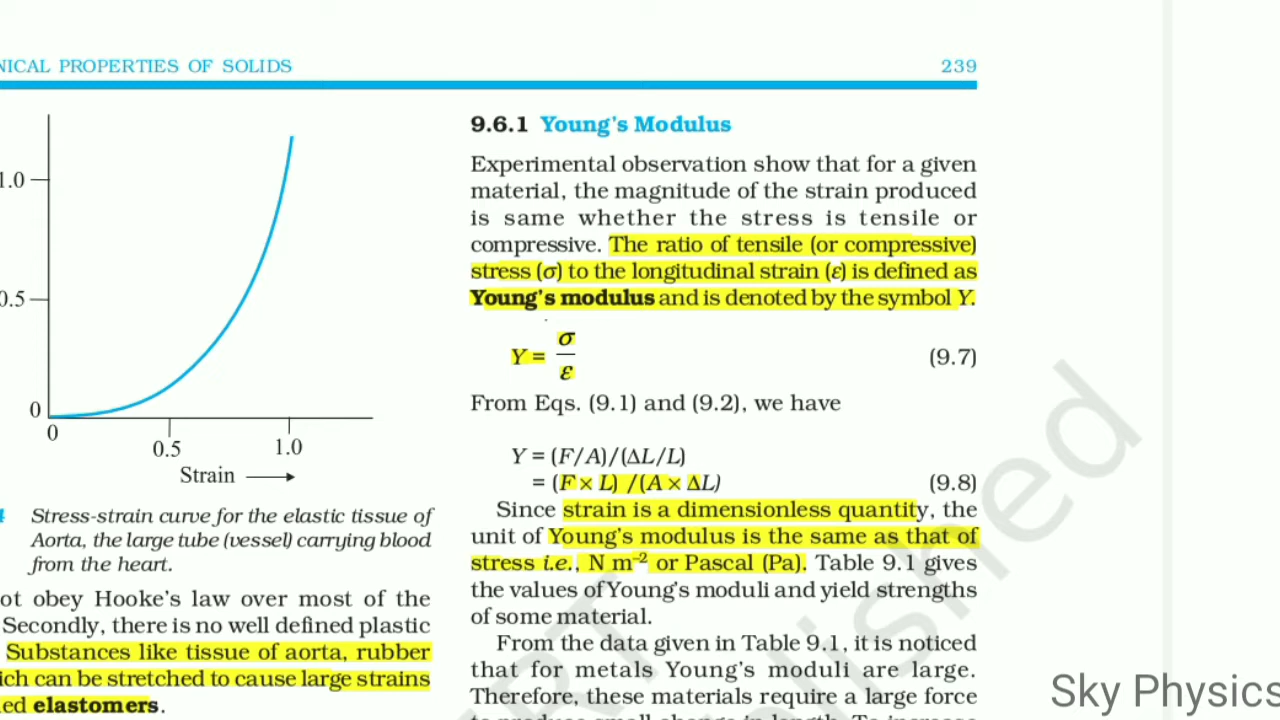 NICAL PROPERTIES OF SOLIDS
239
1.0
0.5
0
0
0.5
1.0
Strain
4 Stress-strain curve for the elastic tissue of
Aorta, the large tube (vessel) carrying blood
from the heart.
ot obey Hooke's law over most of the
Secondly, there is no well defined plastic
Substances like tissue of aorta, rubber
ich can be stretched to cause large strains
ed elastomers.
9.6.1 Young's Modulus
Experimental observation show that for a given
material, the magnitude of the strain produced
is same whether the stress is tensile or
compressive. The ratio of tensile (or compressive)
stress (σ) to the longitudinal strain (ε) is defined as
Young's modulus and is denoted by the symbol Y.
Y = σ/ε (9.7)
From Eqs. (9.1) and (9.2), we have
Y = (F/A)/(ΔL/L)
= (F × L) /(A × ΔL) (9.8)
Since strain is a dimensionless quantity, the
unit of Young's modulus is the same as that of
stress i.e., N m⁻² or Pascal (Pa). Table 9.1 gives
the values of Young's moduli and yield strengths
of some material.
From the data given in Table 9.1, it is noticed
that for metals Young's moduli are large.
Therefore, these materials require a large force
to produce small change in length. To increase
Sky Physics